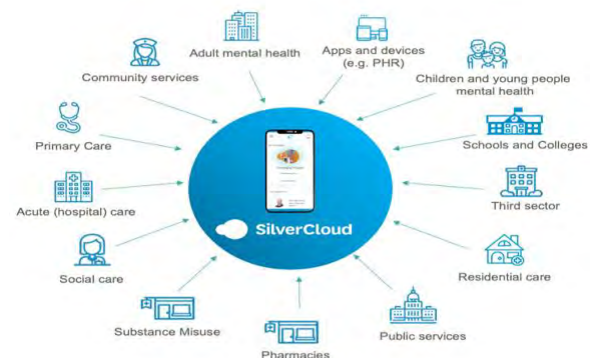 Adult mental health
Apps and devices
(e.g. PHR)
Community services
Children and young people
mental health
Primary Care
Schools and Colleges
Acute (hospital) care
Third sector
SilverCloud
Social care
Residential care
Substance Misuse
Public services
Pharmacies